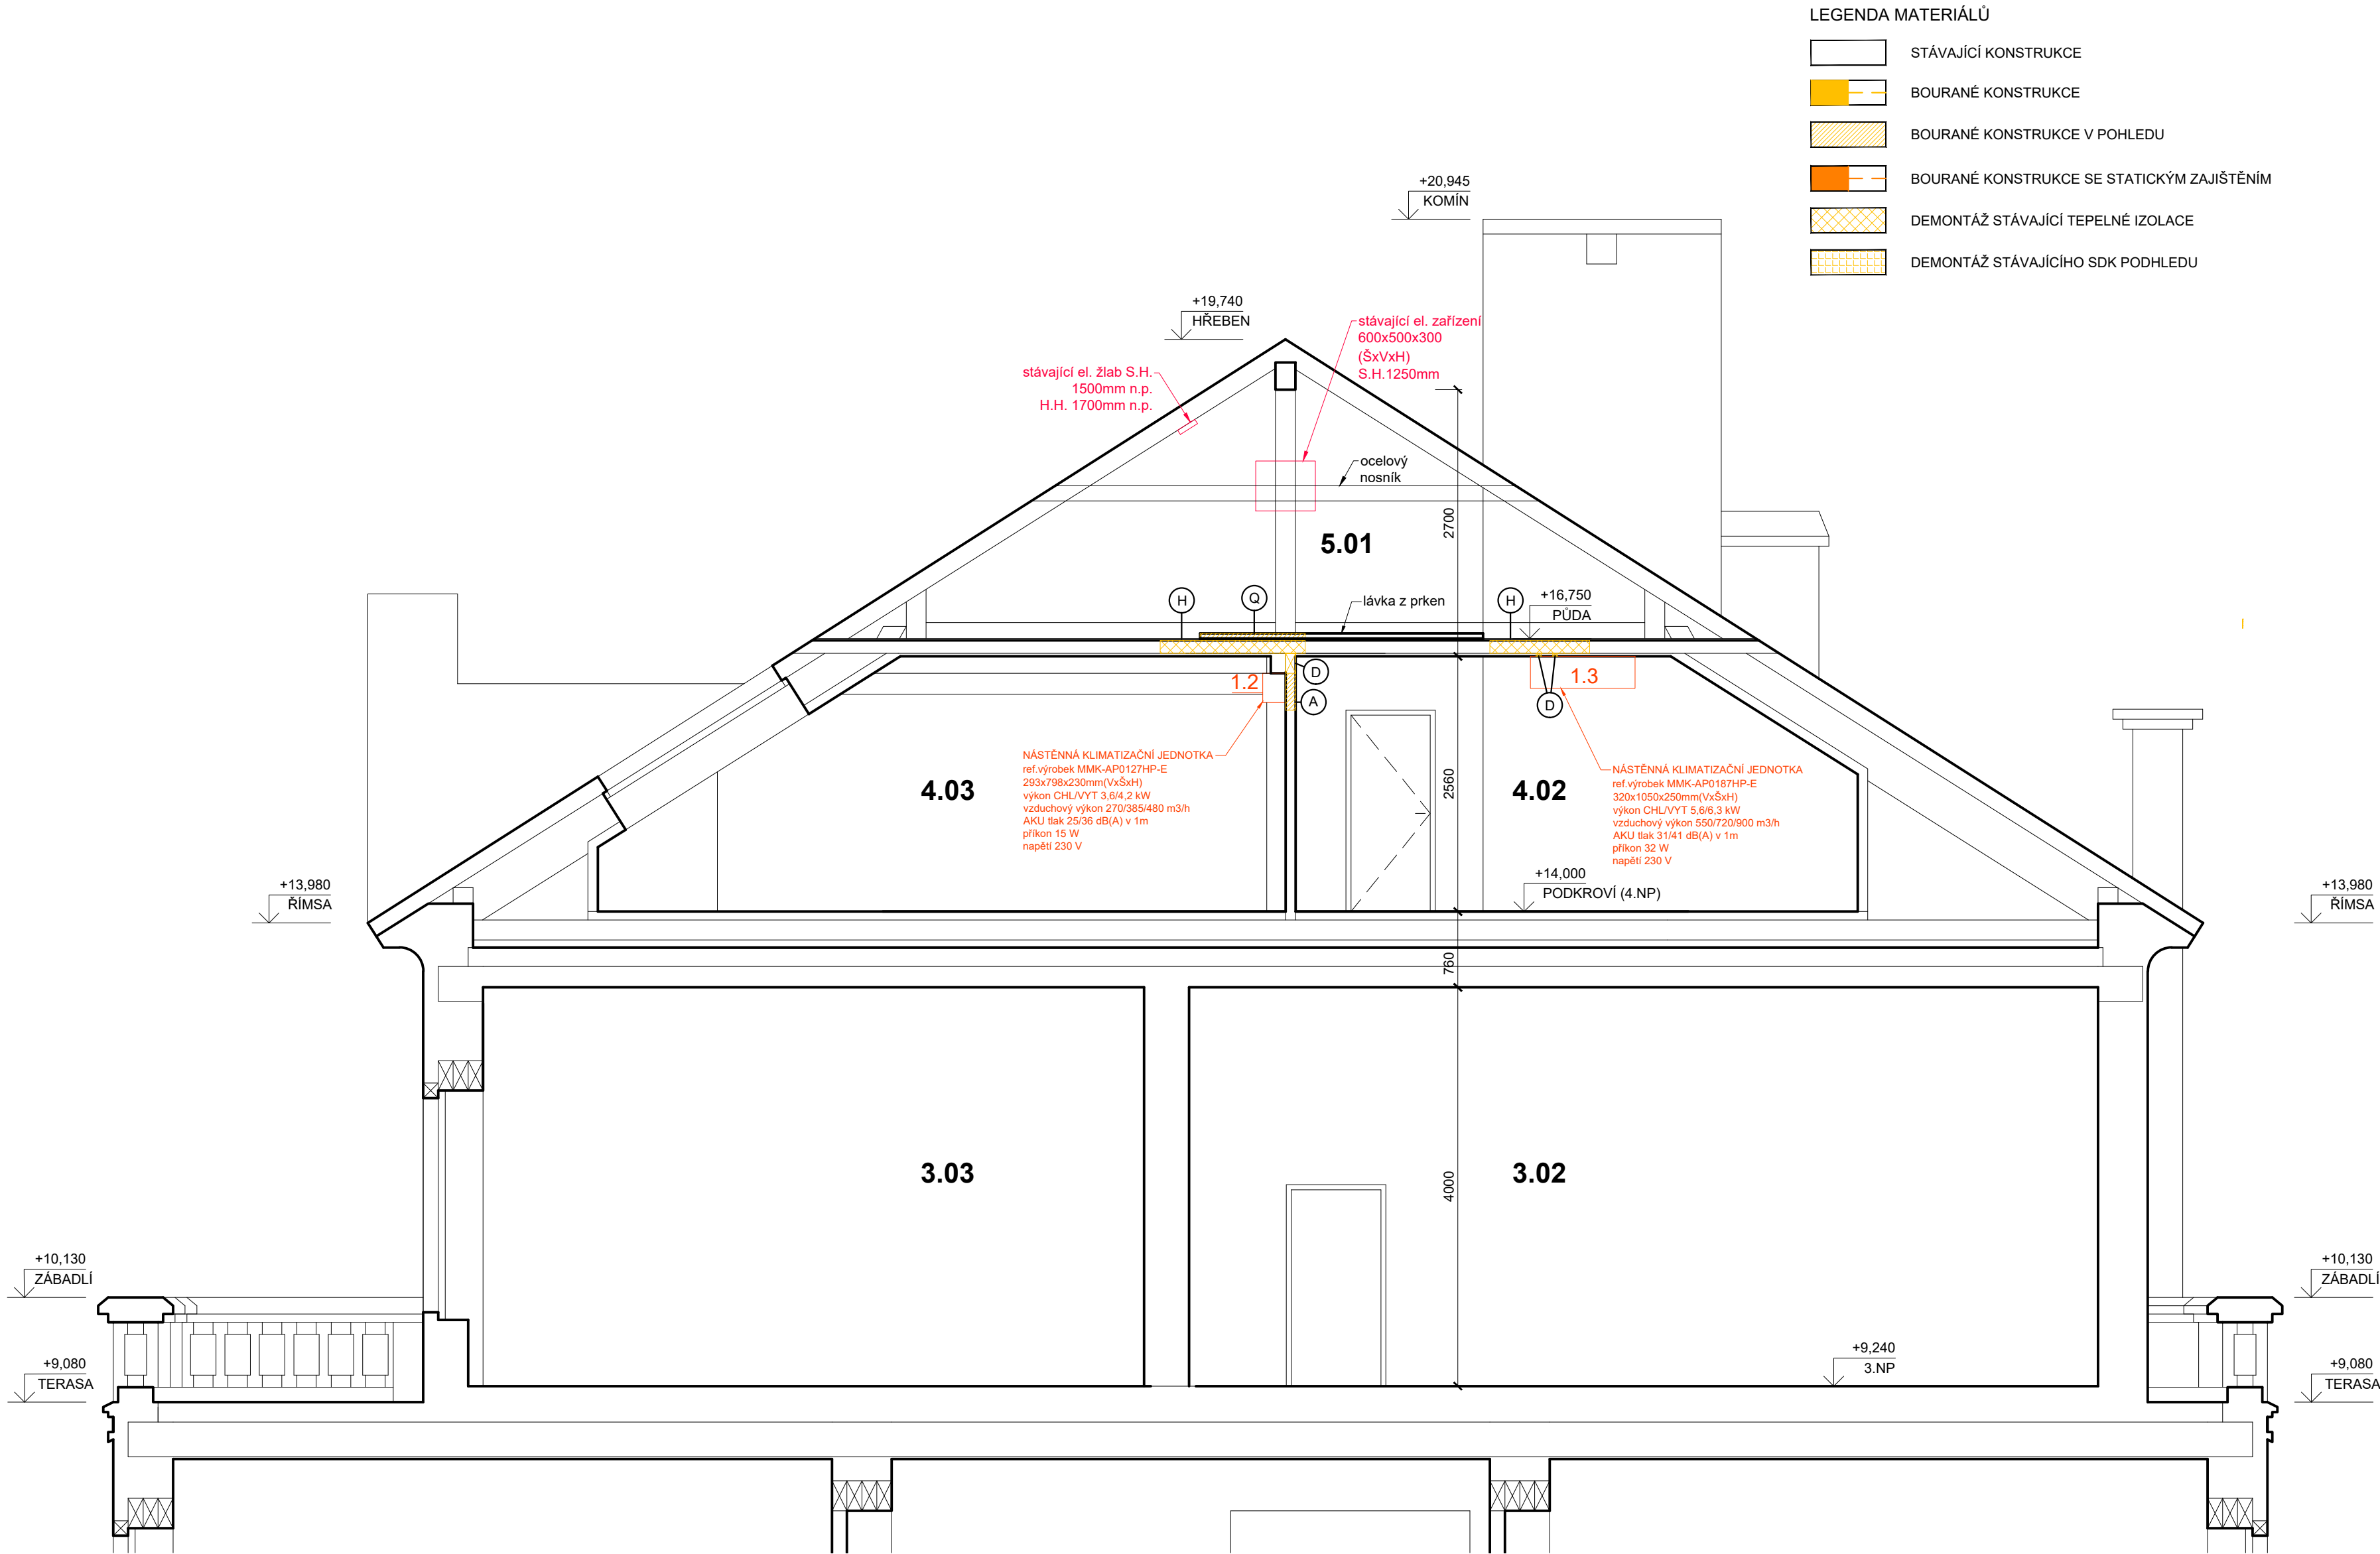 LEGENDA MATERIÁLŮ
STÁVAJÍCÍ KONSTRUKCE
BOURANÉ KONSTRUKCE
BOURANÉ KONSTRUKCE V POHLEDU
BOURANÉ KONSTRUKCE SE STATICKÝM ZAJIŠTĚNÍM
DEMONTÁŽ STÁVAJÍCÍ TEPELNÉ IZOLACE
DEMONTÁŽ STÁVAJÍCÍHO SDK PODHLEDU
+20,945
KOMÍN
+19,740
HŘEBEN
stávající el. zařízení
600x500x300
(ŠxVxH)
S.H.1250mm
stávající el. žlab S.H.
1500mm n.p.
H.H. 1700mm n.p.
ocelový
nosník
2700
5.01
H
Q
lávka z prken
H
+16,750
PŮDA
D
A
1.2
1.3
D
NÁSTĚNNÁ KLIMATIZAČNÍ JEDNOTKA
ref.výrobek MMK-AP0127HP-E
293x798x230mm(VxŠxH)
výkon CHL/VYT 3,6/4,2 kW
vzduchový výkon 270/385/480 m3/h
AKU tlak 25/36 dB(A) v 1m
příkon 15 W
napětí 230 V
4.03
2560
4.02
NÁSTĚNNÁ KLIMATIZAČNÍ JEDNOTKA
ref.výrobek MMK-AP0187HP-E
320x1050x250mm(VxŠxH)
výkon CHL/VYT 5,6/6,3 kW
vzduchový výkon 550/720/900 m3/h
AKU tlak 31/41 dB(A) v 1m
příkon 32 W
napětí 230 V
+14,000
PODKROVÍ (4.NP)
+13,980
ŘÍMSA
+13,980
ŘÍMSA
760
3.03
4000
3.02
+10,130
ZÁBADLÍ
+10,130
ZÁBADLÍ
+9,240
3.NP
+9,080
TERASA
+9,080
TERASA